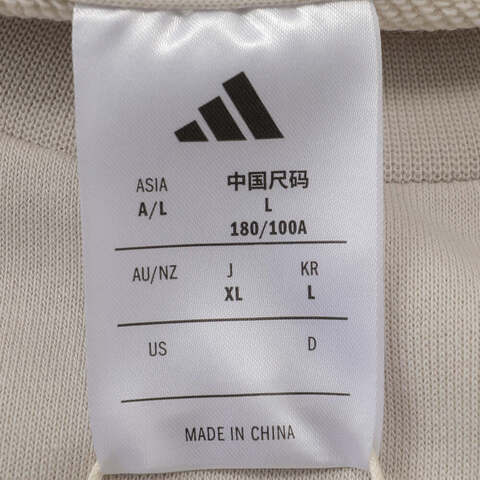 ASIA 中国尺码
A/L L
180/100A
AU/NZ J KR
XL L
US D
MADE IN CHINA